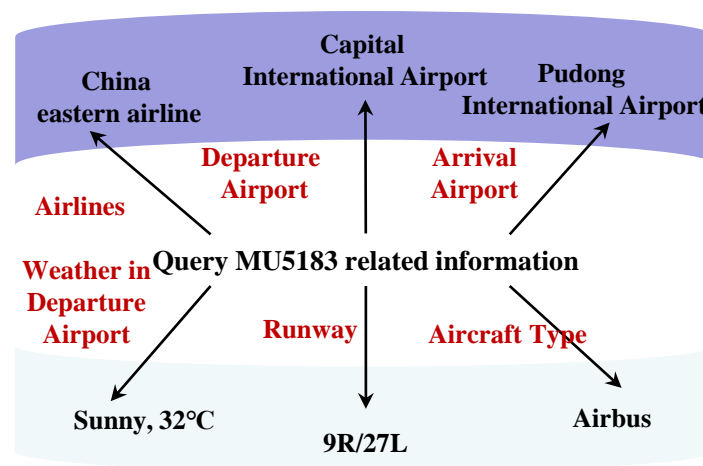 China
eastern airline
Capital
International Airport
Pudong
International Airport
Airlines
Departure
Airport
Arrival
Airport
Query MU5183 related information
Weather in
Departure
Airport
Runway
Aircraft Type
Sunny, 32℃
9R/27L
Airbus